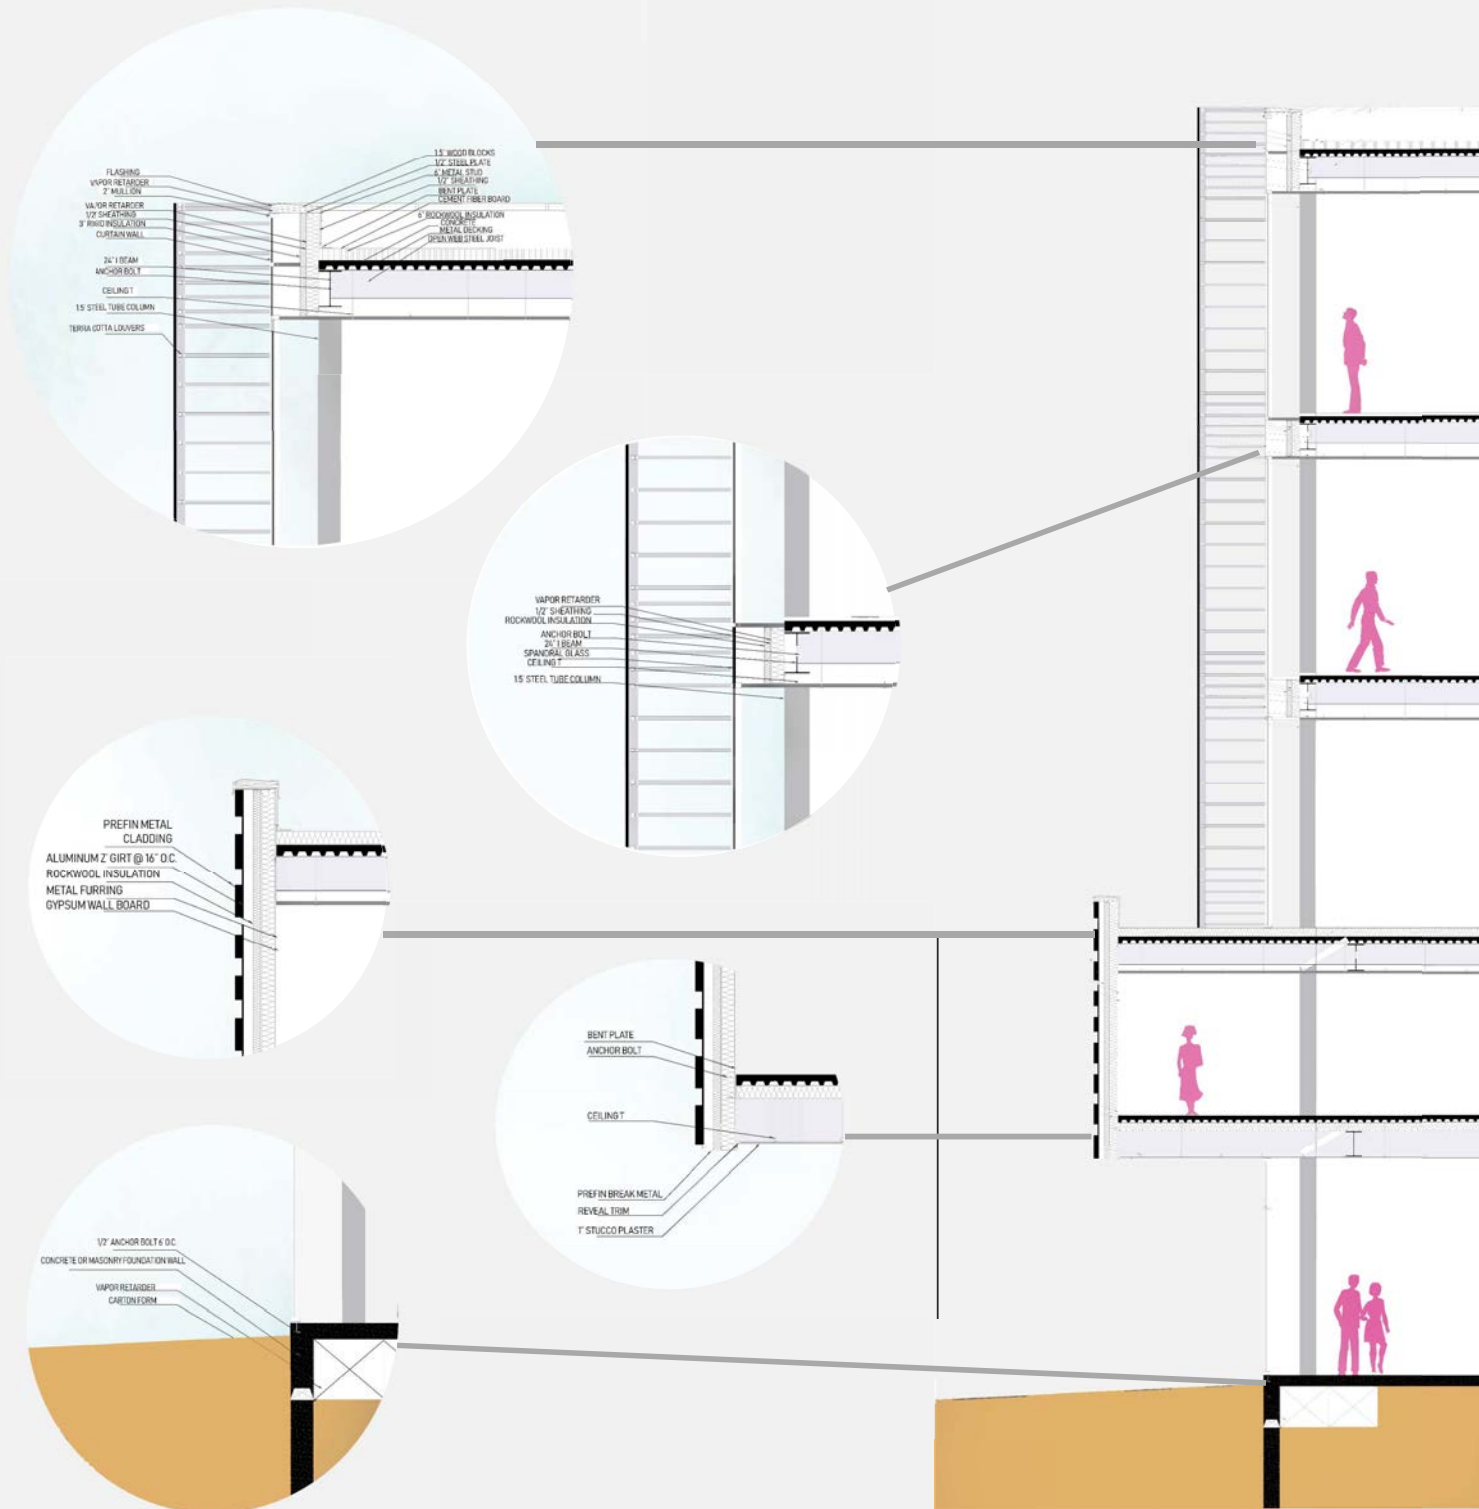 FLASHING
VAPOR RETARDER
2" MULLION
VAPOR RETARDER
1/2" SHEATHING
3" RIGID INSULATION
CURTAIN WALL
24" I BEAM
ANCHOR BOLT
CEILING T
1.5' STEEL TUBE COLUMN
TERRA COTTA LOUVERS
1.5" WOOD BLOCKS
1/2" STEEL PLATE
6" METAL STUD
1/2" SHEATHING
BENT PLATE
CEMENT FIBER BOARD
6" ROCKWOOL INSULATION
CONCRETE
METAL DECKING
OPEN WEB STEEL JOIST
VAPOR RETARDER
1/2" SHEATHING
ROCKWOOL INSULATION
ANCHOR BOLT
24" I BEAM
SPANDRAL GLASS
CEILING T
1.5' STEEL TUBE COLUMN
PREFIN METAL
CLADDING
ALUMINUM Z' GIRT @ 16" O.C.
ROCKWOOL INSULATION
METAL FURRING
GYPSUM WALL BOARD
BENT PLATE
ANCHOR BOLT
CEILING T
PREFIN BREAK METAL
REVEAL TRIM
1" STUCCO PLASTER
1/2" ANCHOR BOLT 6' O.C.
CONCRETE OR MASONRY FOUNDATION WALL
VAPOR RETARDER
CARTON FORM